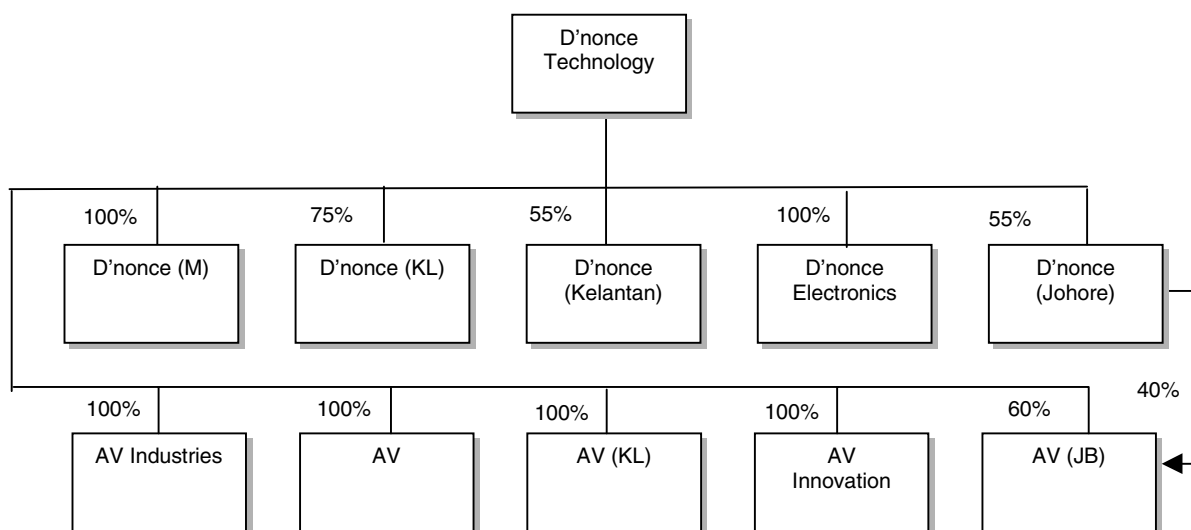 D'nonce
Technology
100%
75%
55%
100%
55%
D'nonce (M)
D'nonce (KL)
D'nonce
(Kelantan)
D'nonce
Electronics
D'nonce
(Johore)
100%
100%
100%
100%
60%
40%
AV Industries
AV
AV (KL)
AV
Innovation
AV (JB)